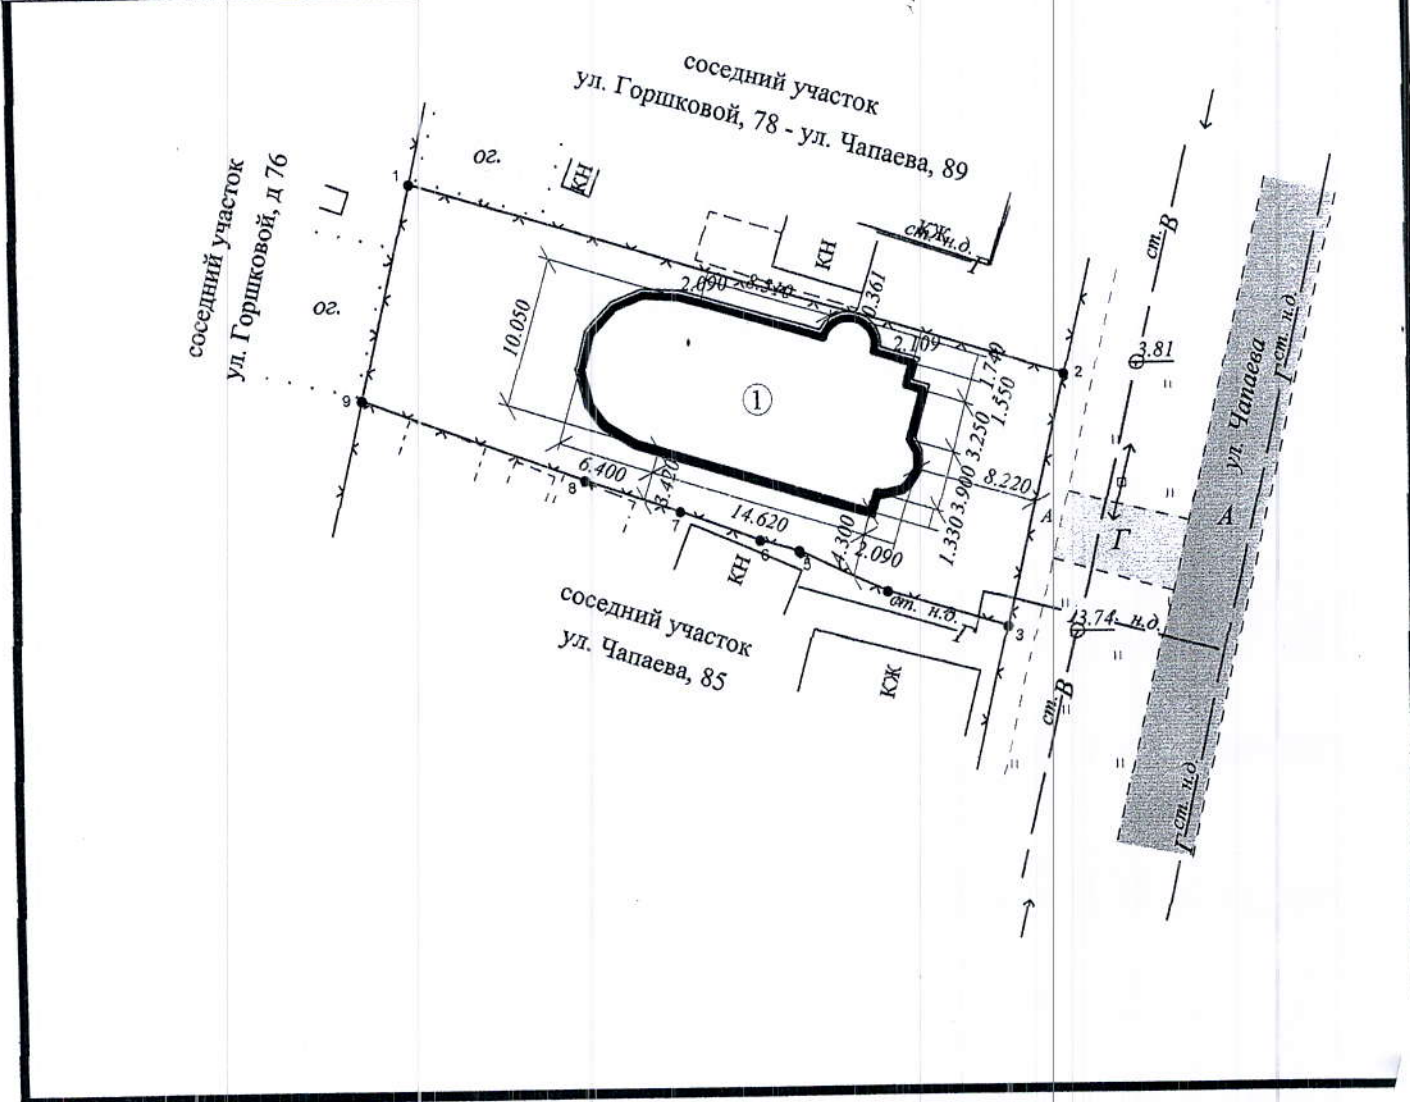 соседний участок
ул. Горшковой, 78 - ул. Чапаева, 89
соседний участок
ул. Горшковой, д 76
ог.
КН
1
ог.
КН
КЖ
ст. н.д.
Г
2.090
0.361
10.050
2.109
1.740
1.550
2
3.81
ст.
В
Г
ст. н.д.
ул. Чапаева
А
1
3.250
8.220
3.900
1.330
А
Г
9
8
6.400
3.420
7
14.620
6
5
4.300
2.090
КН
ст. н.д.
Г
3
13.74
н.д.
соседний участок
ул. Чапаева, 85
КЖ
ст.
В
Г
ст. н.д